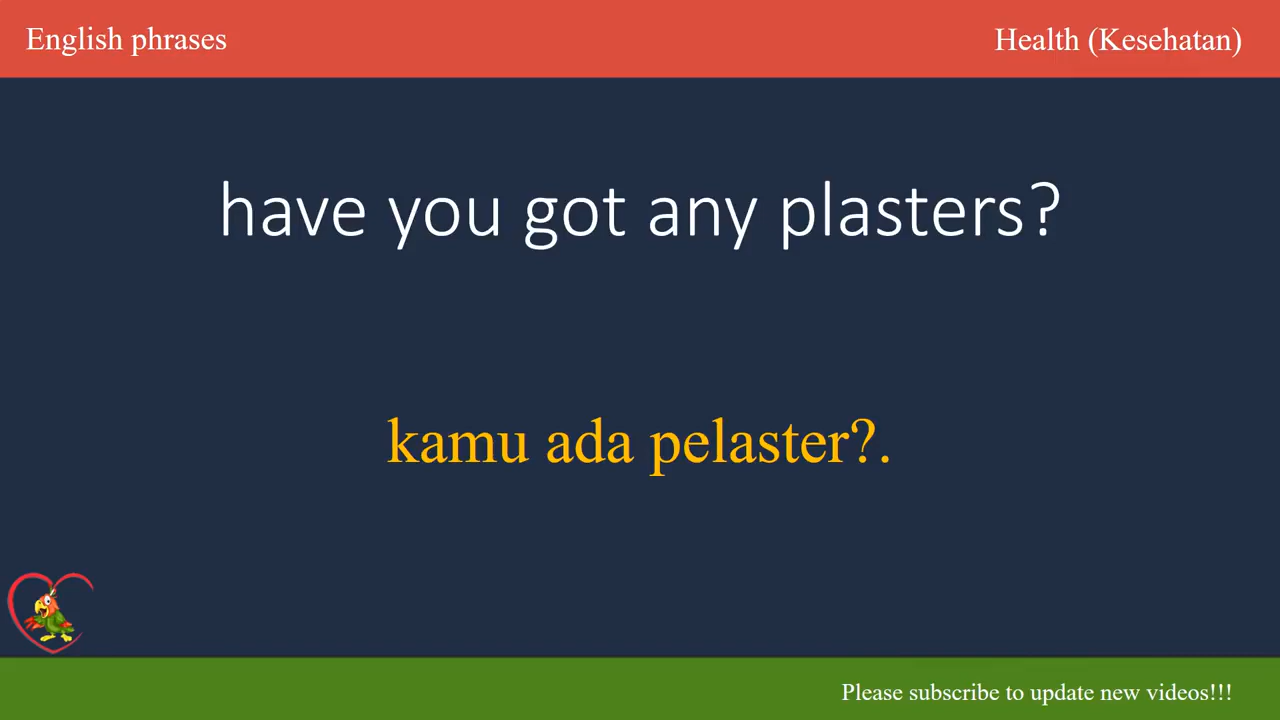 English phrases
Health (Kesehatan)
have you got any plasters?
kamu ada pelaster?.
Please subscribe to update new videos!!!